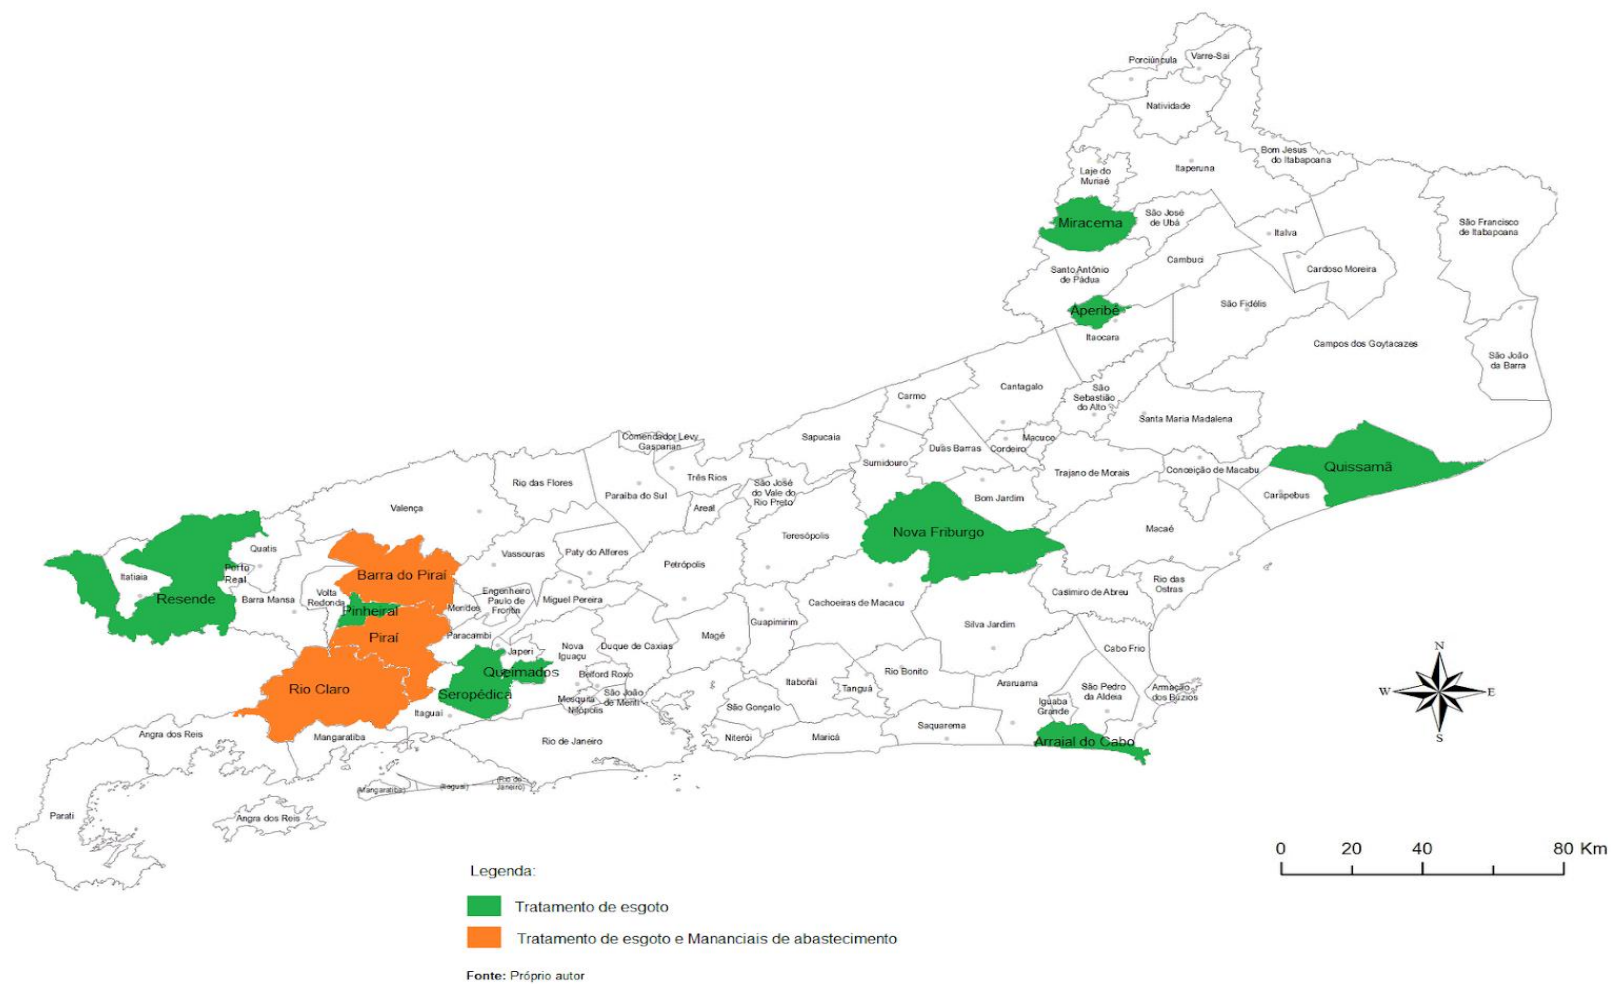 Porciúncula
Varre-Sai
Natividade
Bom Jesus
do Itabapoana
Laje do
Muriaé
Itaperuna
Miracema
São José
de Ubá
São Francisco
de Itabapoana
Italva
Cambuci
Santo Antônio
de Pádua
Cardoso Moreira
Aperibé
São Fidélis
Itaocara
Campos dos Goytacazes
São João
da Barra
Cantagalo
São
Sebastião
do Alto
Carmo
Santa Maria Madalena
Comendador Levy
Gasparian
Sapucaia
Macuco
Duas Barras
Cordeiro
Sumidouro
Trajano de Morais
Conceição de Macabu
Quissamã
Rio das Flores
Três Rios
São José
do Vale do
Rio Preto
Paraíba do Sul
Areal
Bom Jardim
Carapebus
Valença
Macaé
Nova Friburgo
Teresópolis
Quatis
Vassouras
Paty do Alferes
Petrópolis
Porto
Real
Itatiaia
Barra do Piraí
Resende
Barra Mansa
Volta
Redonda
Pinheiral
Mendes
Engenheiro
Paulo de
Frontin
Miguel Pereira
Cachoeiras de Macacu
Casimiro de Abreu
Rio das
Ostras
Guapimirim
Silva Jardim
Piraí
Paracambi
Japeri
Nova
Iguaçu
Duque de Caxias
Magé
Cabo Frio
Queimados
Belford Roxo
Rio Bonito
Itaboraí
Tanguá
Araruama
São Pedro
da Aldeia
Armação
dos Búzios
Rio Claro
Seropédica
Mesquita
Nilópolis
São João
de Meriti
São Gonçalo
Iguaba
Grande
Itaguaí
Saquarema
Angra dos Reis
Mangaratiba
Rio de Janeiro
Niterói
Maricá
Arraial do Cabo
(Mangaratiba)
(Itaguaí)
(Rio de
Janeiro)
Parati
Angra dos Reis
N
W
E
S
0 20 40 80 Km
Legenda:
Tratamento de esgoto
Tratamento de esgoto e Mananciais de abastecimento
Fonte: Próprio autor